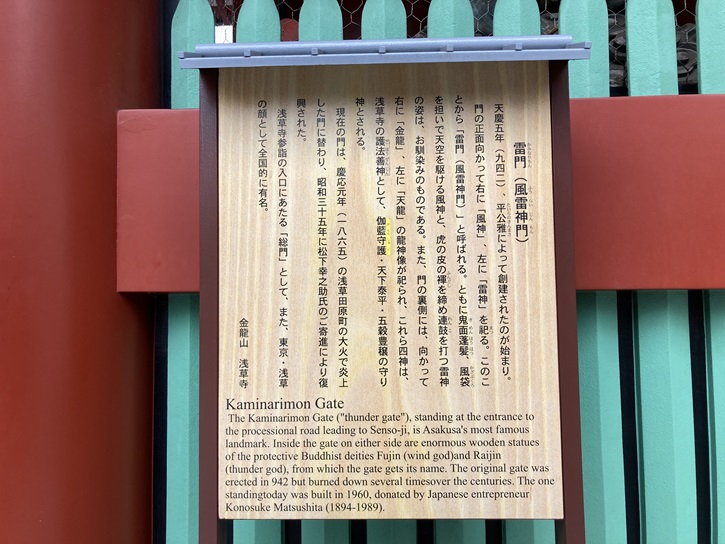 雷門（風雷神門）
天慶五年（九四二）、平公雅によって創建されたのが始まり。
門の正面向かって右に「風神」、左に「雷神」を祀る。このこ
とから「雷門（風雷神門）」と呼ばれる。ともに鬼面蓬髪、風袋
を担いで天空を駆ける風神と、虎の皮の褌を締め連鼓を打つ雷神
の姿は、お馴染みのものである。また、門の裏側には、向かって
右に「金龍」、左に「天龍」の龍神像が祀られ、これら四神は、
浅草寺の護法善神として、伽藍守護・天下泰平・五穀豊穣の守り
神とされる。
現在の門は、慶応元年（一八六五）の浅草田原町の大火で炎上
した門に替わり、昭和三十五年に松下幸之助氏のご寄進により復
興された。
浅草寺参詣の入口にあたる「総門」として、また、東京・浅草
の顔として全国的に有名。
金龍山 浅草寺
Kaminarimon Gate
The Kaminarimon Gate ("thunder gate"), standing at the entrance to
the processional road leading to Senso-ji, is Asakusa's most famous
landmark. Inside the gate on either side are enormous wooden statues
of the protective Buddhist deities Fujin (wind god)and Raijin
(thunder god), from which the gate gets its name. The original gate was
erected in 942 but burned down several timesover the centuries. The one
standingtoday was built in 1960, donated by Japanese entrepreneur
Konosuke Matsushita (1894-1989).